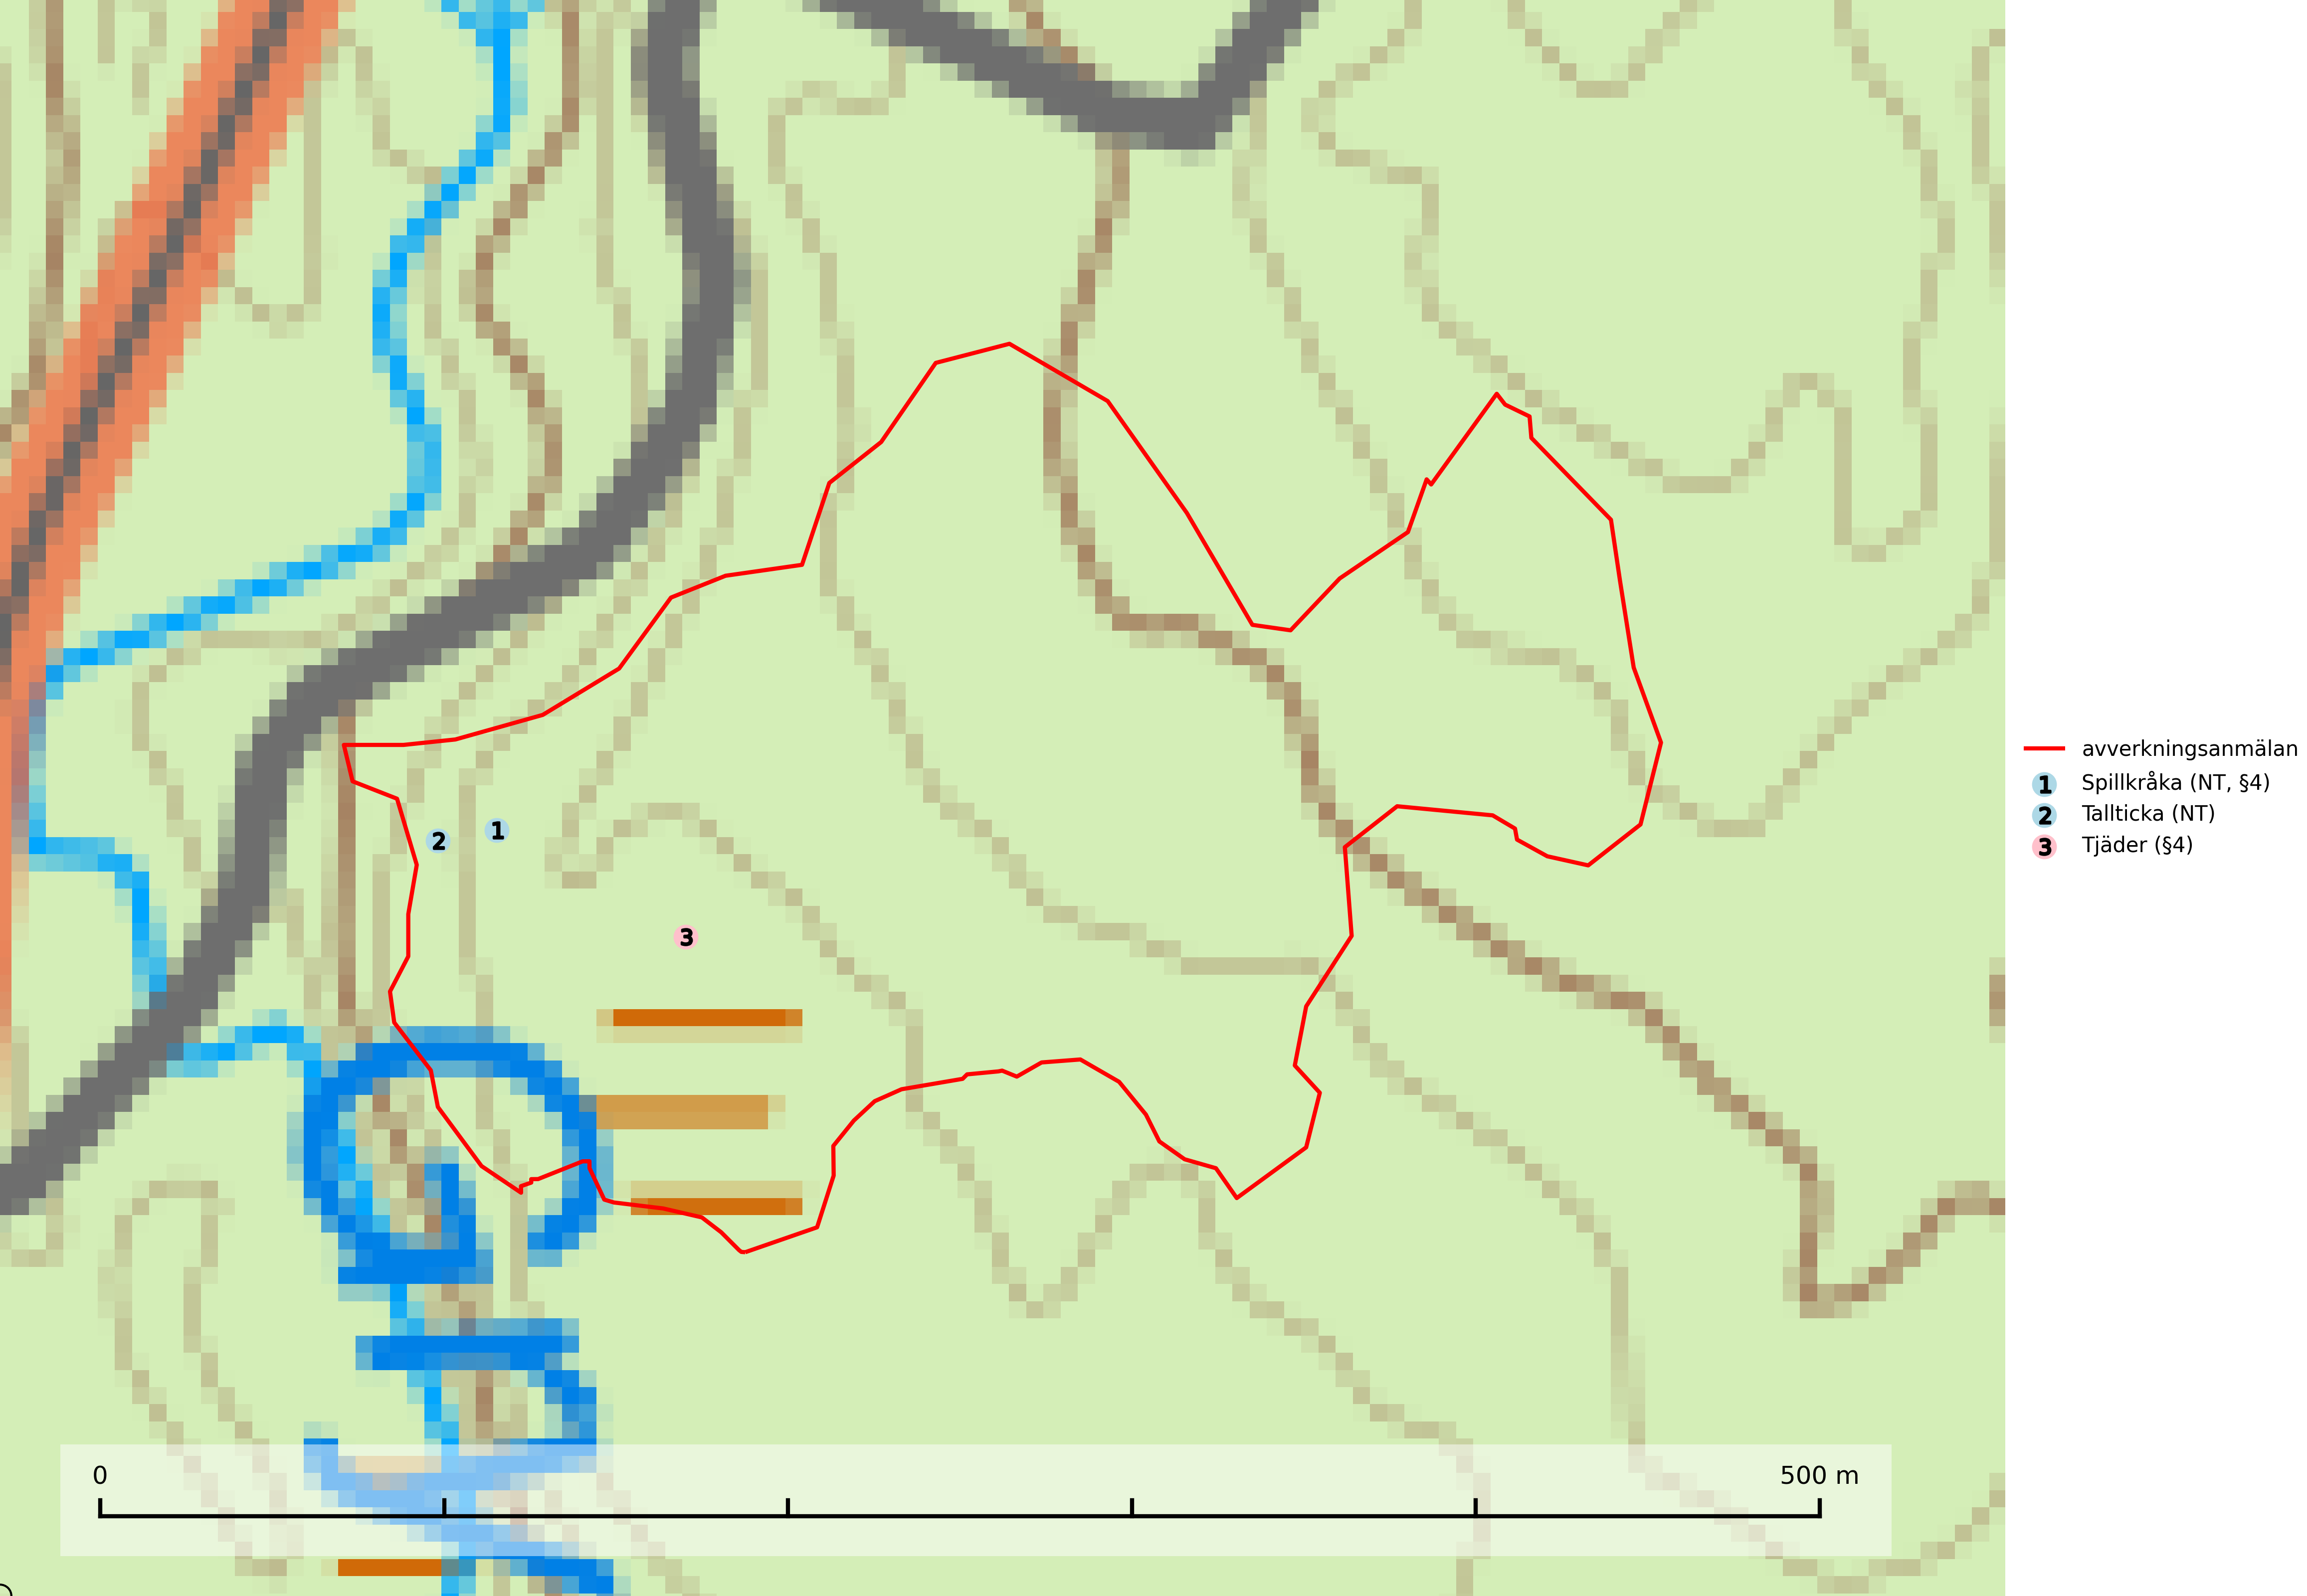 avverkningsanmälan
1 Spillkråka (NT, §4)
2 Tallticka (NT)
3 Tjäder (§4)
2 1
3
0 500 m